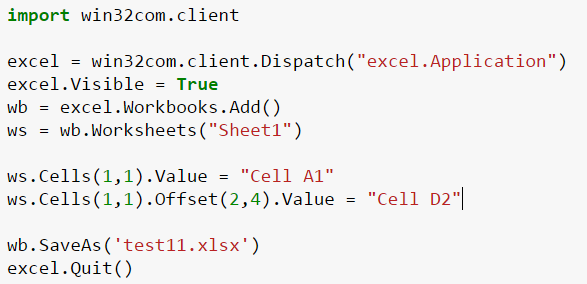 import win32com.client
excel = win32com.client.Dispatch("excel.Application")
excel.Visible = True
wb = excel.Workbooks.Add()
ws = wb.Worksheets("Sheet1")
ws.Cells(1,1).Value = "Cell A1"
ws.Cells(1,1).Offset(2,4).Value = "Cell D2"
wb.SaveAs('test11.xlsx')
excel.Quit()